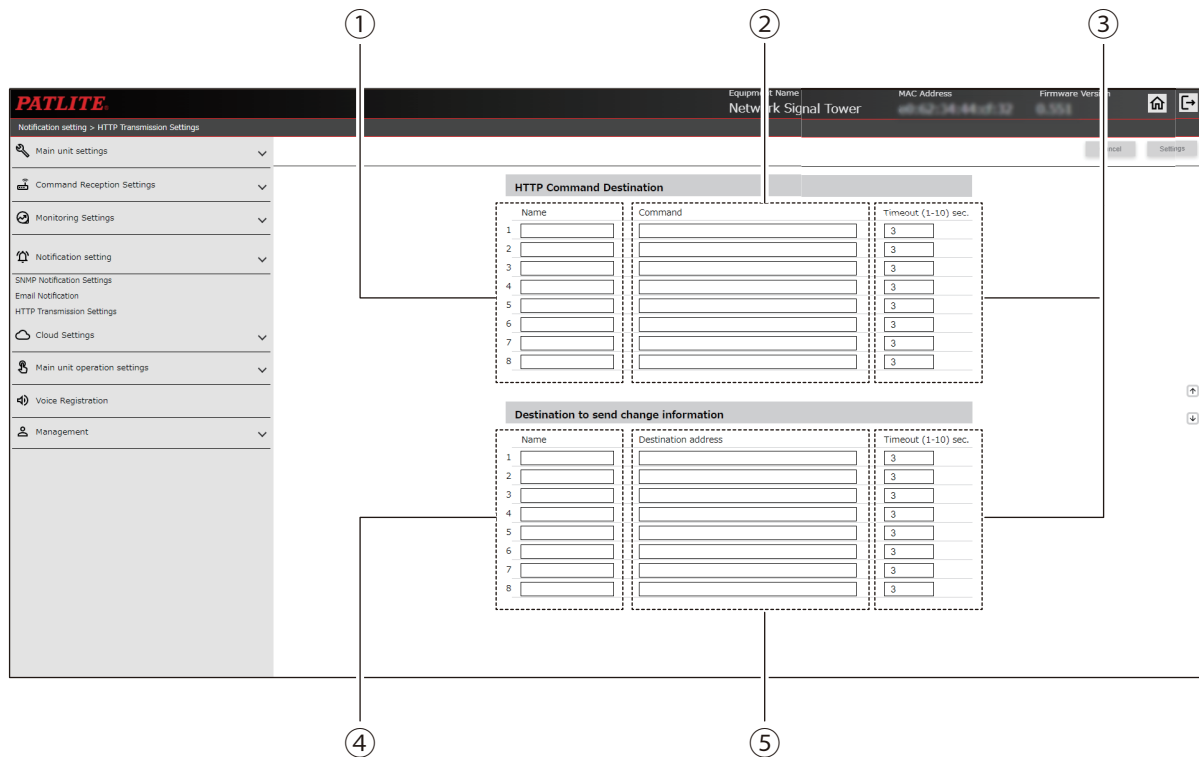 ① ② ③
PATLITE®
Equipment Name MAC Address Firmware Version
Network Signal Tower 0.551
Notification setting > HTTP Transmission Settings
Main unit settings
Cancel Settings
Command Reception Settings
Monitoring Settings
Notification setting
SNMP Notification Settings
Email Notification
HTTP Transmission Settings
Cloud Settings
Main unit operation settings
Voice Registration
Management
HTTP Command Destination
Name Command Timeout (1-10) sec.
1 3
2 3
3 3
4 3
5 3
6 3
7 3
8 3
Destination to send change information
Name Destination address Timeout (1-10) sec.
1 3
2 3
3 3
4 3
5 3
6 3
7 3
8 3
④ ⑤